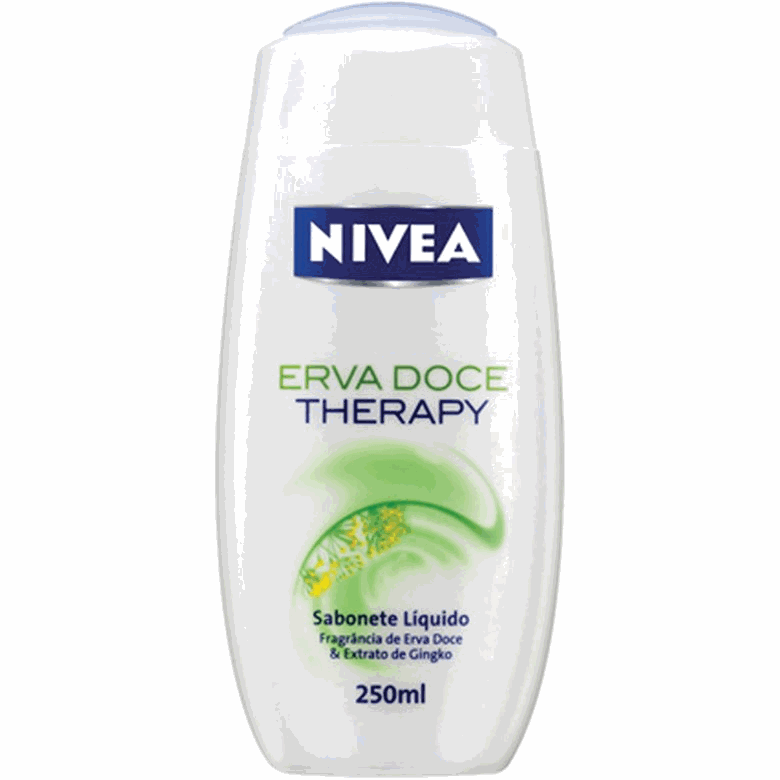 NIVEA
ERVA DOCE
THERAPY
Sabonete Líquido
Fragrância de Erva Doce
& Extrato de Gingko
250ml